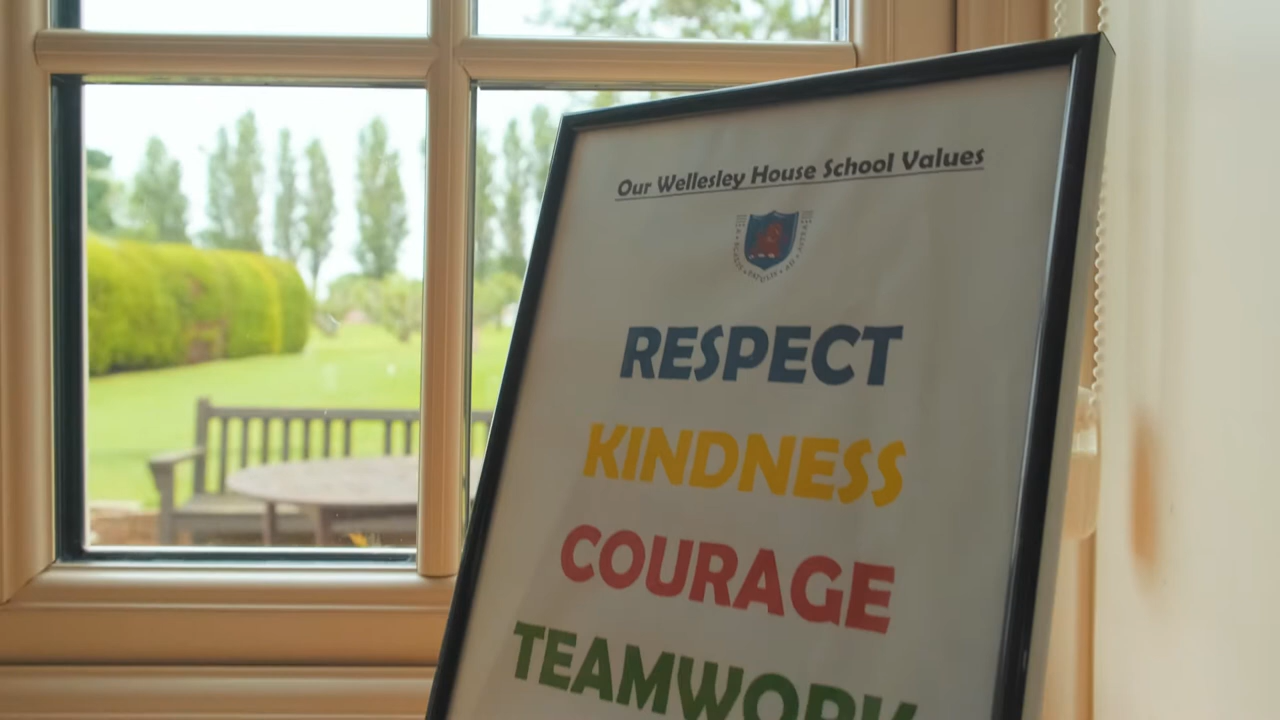 Our Wellesley House School Values
RESPECT
KINDNESS
COURAGE
TEAMWORK